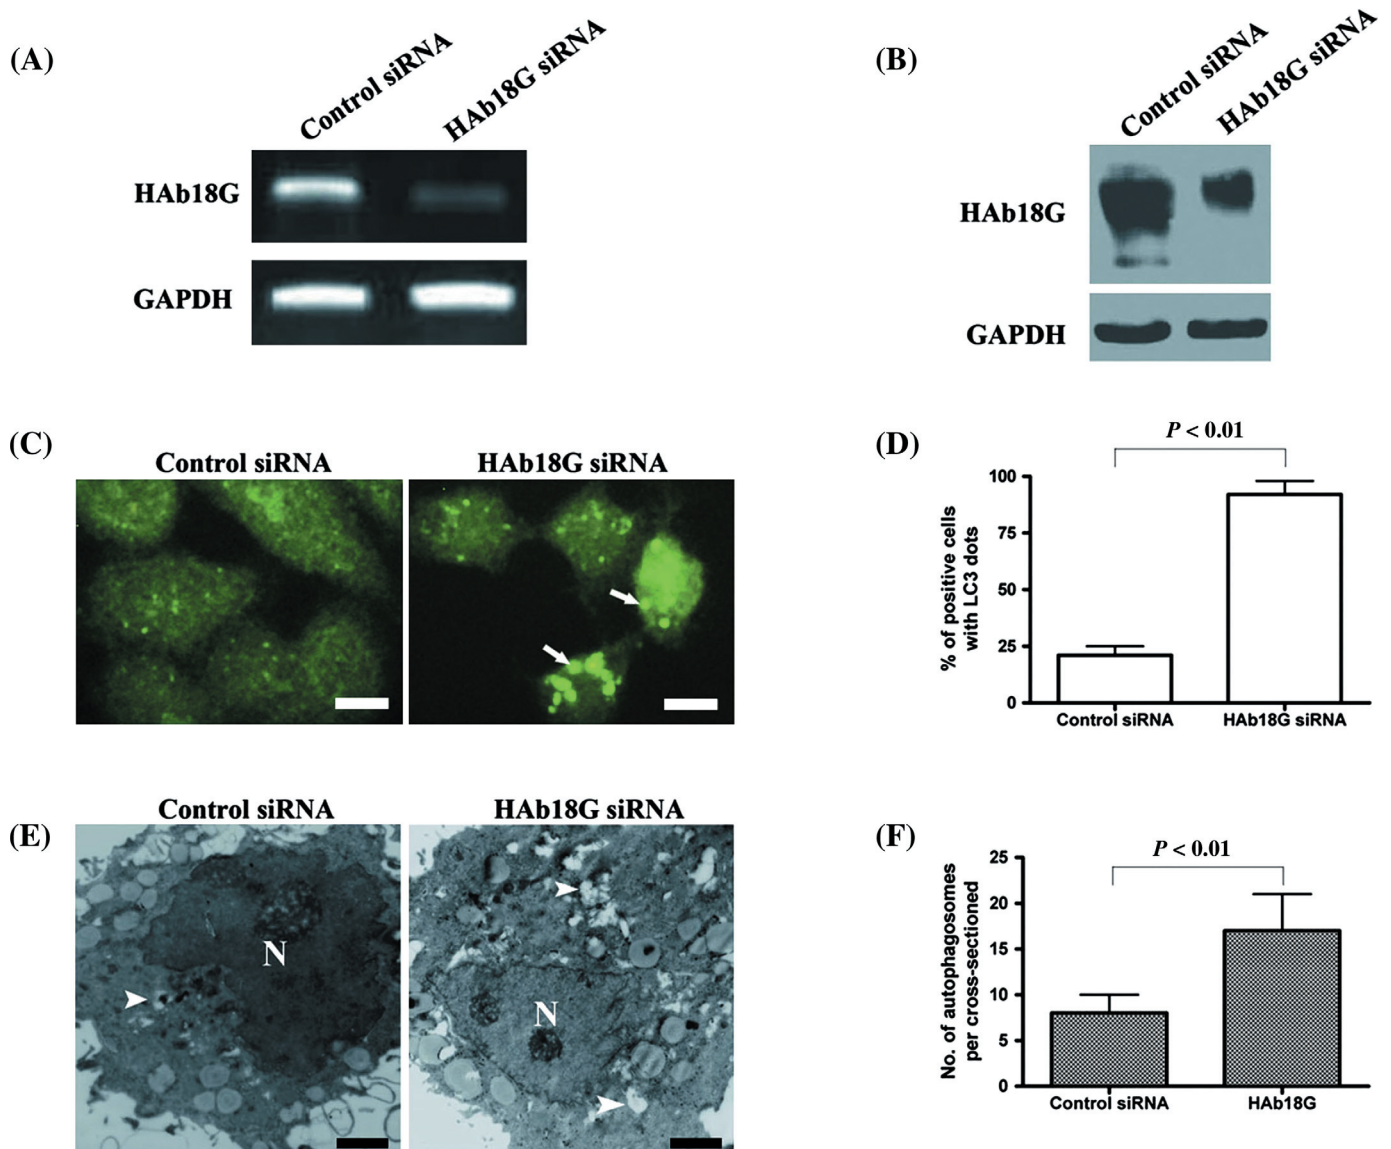 (A)
Control siRNA
HAb18G siRNA
HAb18G
GAPDH
(B)
Control siRNA
HAb18G siRNA
HAb18G
GAPDH
(C)
Control siRNA
HAb18G siRNA
(D)
P < 0.01
% of positive cells
with LC3 dots
100
75
50
25
0
Control siRNA
HAb18G siRNA
(E)
Control siRNA
HAb18G siRNA
N
N
(F)
P < 0.01
No. of autophagosomes
per cross-sectioned
25
20
15
10
5
0
Control siRNA
HAb18G